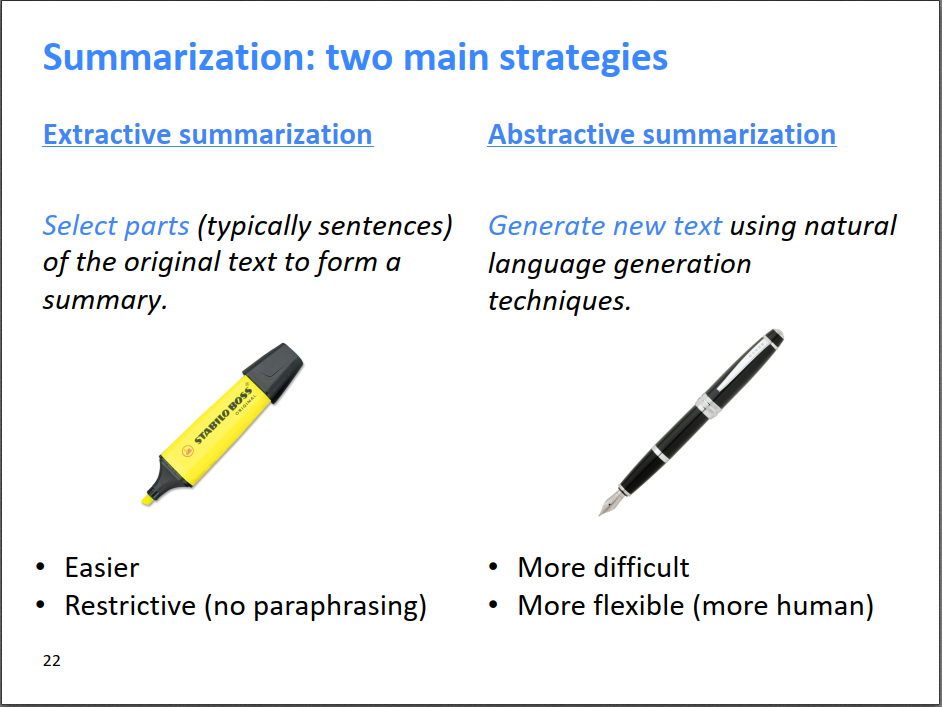 Summarization: two main strategies
Extractive summarization
Select parts (typically sentences)
of the original text to form a
summary.
STABILO BOSS®
ORIGINAL
• Easier
• Restrictive (no paraphrasing)
Abstractive summarization
Generate new text using natural
language generation
techniques.
• More difficult
• More flexible (more human)
22